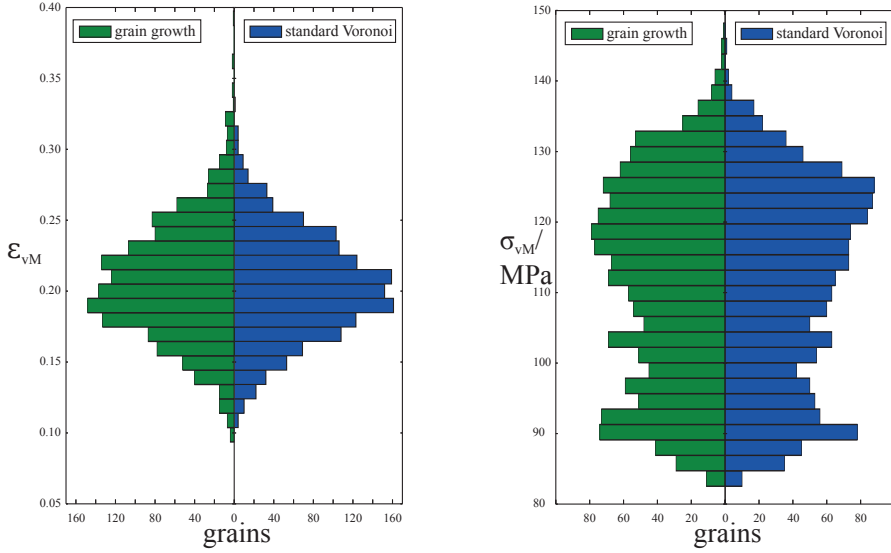 0.40
grain growth
standard Voronoi
0.35
0.30
0.25
εvM
0.20
0.15
0.10
0.05
160 120 80 40 0 40 80 120 160
grains
150
grain growth
standard Voronoi
140
130
120
σvM/
MPa
110
100
90
80
80 60 40 20 0 20 40 60 80
grains